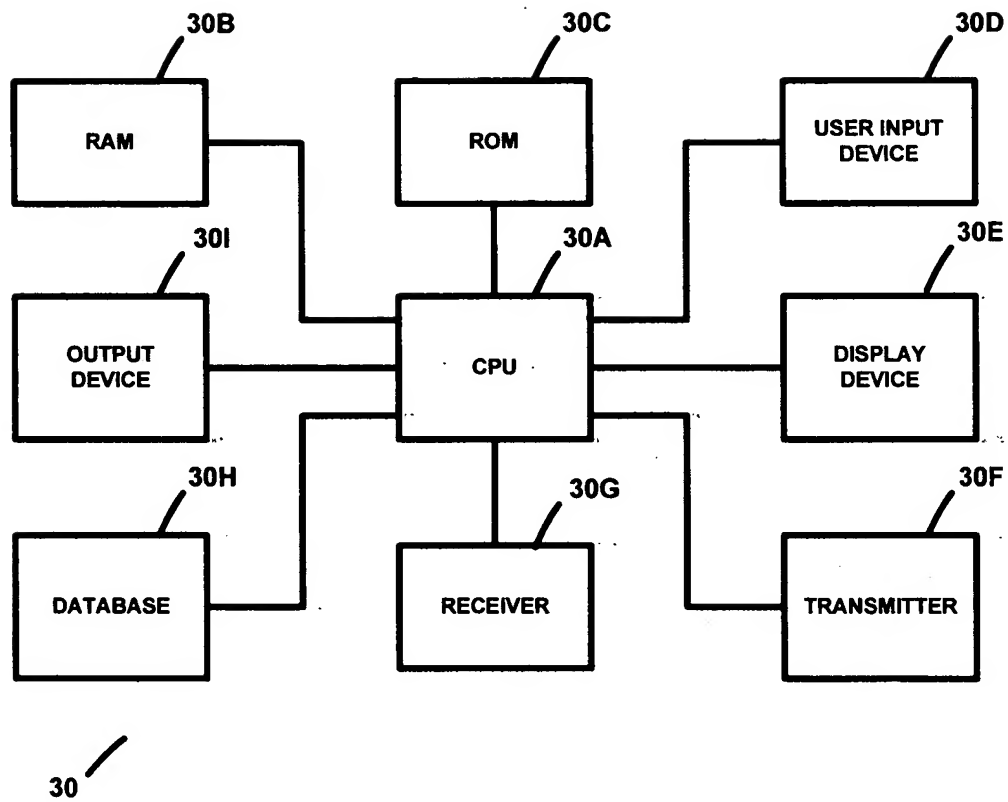 30B
30C
30D
RAM
ROM
USER INPUT
DEVICE
30I
30A
30E
OUTPUT
DEVICE
CPU
DISPLAY
DEVICE
30H
30G
30F
DATABASE
RECEIVER
TRANSMITTER
30